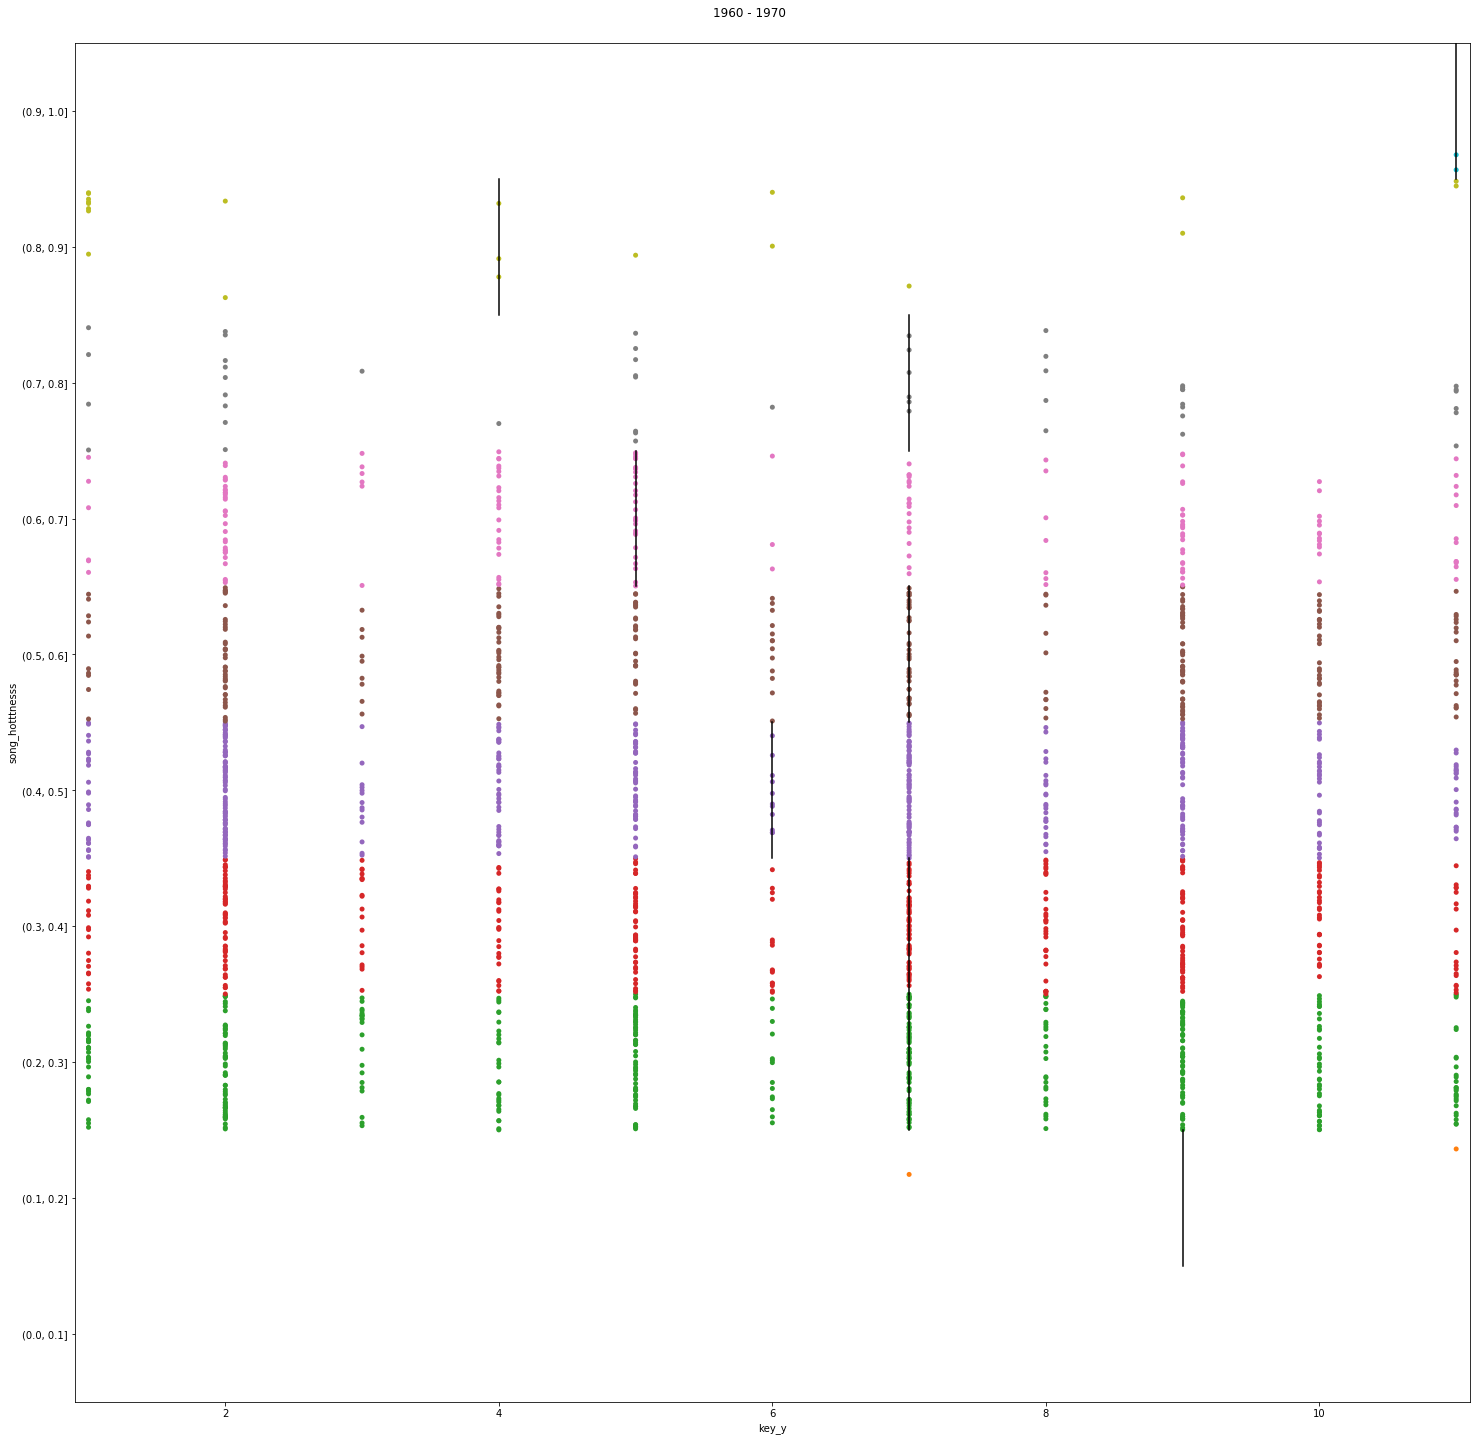 1960 - 1970
(0.9, 1.0]
(0.8, 0.9]
(0.7, 0.8]
(0.6, 0.7]
(0.5, 0.6]
(0.4, 0.5]
(0.3, 0.4]
(0.2, 0.3]
(0.1, 0.2]
(0.0, 0.1]
song_hotttnesss
2 4 6 8 10
key_y